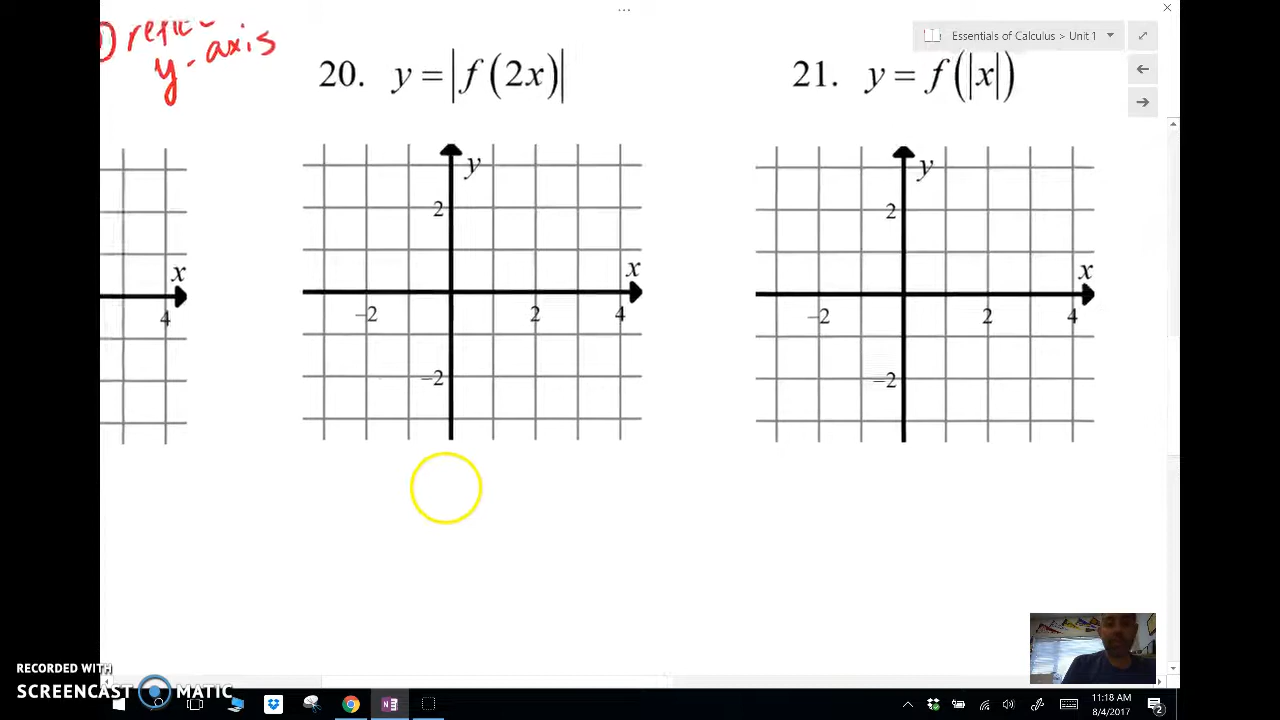 y-axis
20. y = |f(2x)|
21. y = f(|x|)
Essentials of Calculus > Unit 1
y
2
x
-2
2
4
-2
y
2
x
-2
2
4
-2
x
4
RECORDED WITH
SCREENCAST MATIC
11:18 AM
8/4/2017
2